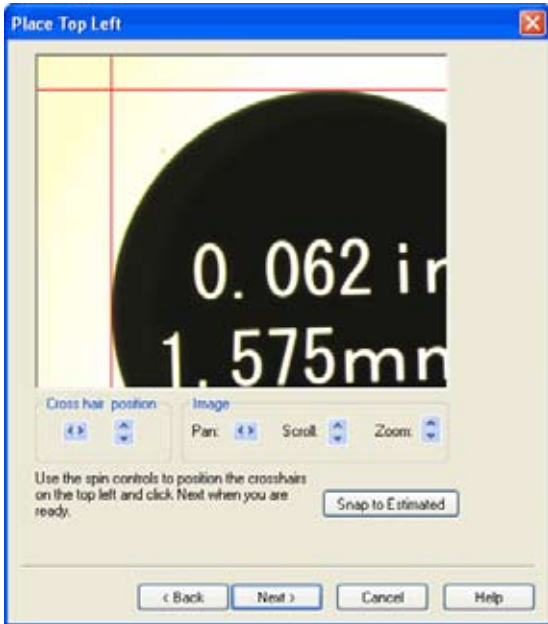 Place Top Left
0. 062 in
1. 575mm
Cross hair position
Image
Pan:
Scroll:
Zoom:
Use the spin controls to position the crosshairs
on the top left and click Next when you are
ready.
Snap to Estimated
< Back
Next >
Cancel
Help